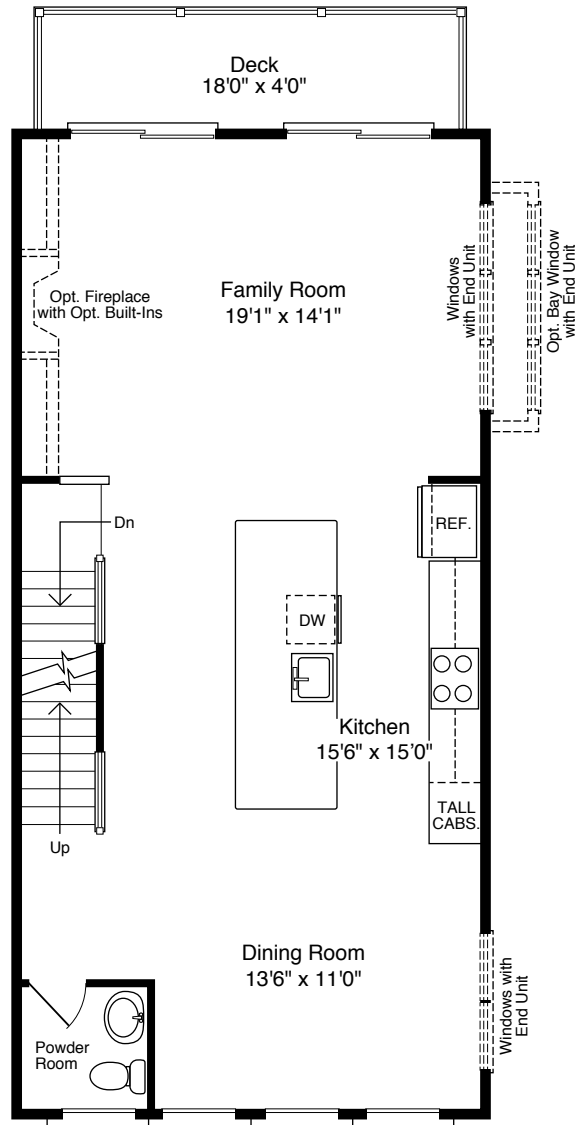 Deck
18'0" x 4'0"
Family Room
19'1" x 14'1"
Opt. Fireplace
with Opt. Built-Ins
Windows
with End Unit
Opt. Bay Window
with End Unit
Dn
REF.
DW
Kitchen
15'6" x 15'0"
TALL
CABS.
Up
Dining Room
13'6" x 11'0"
Windows with
End Unit
Powder
Room